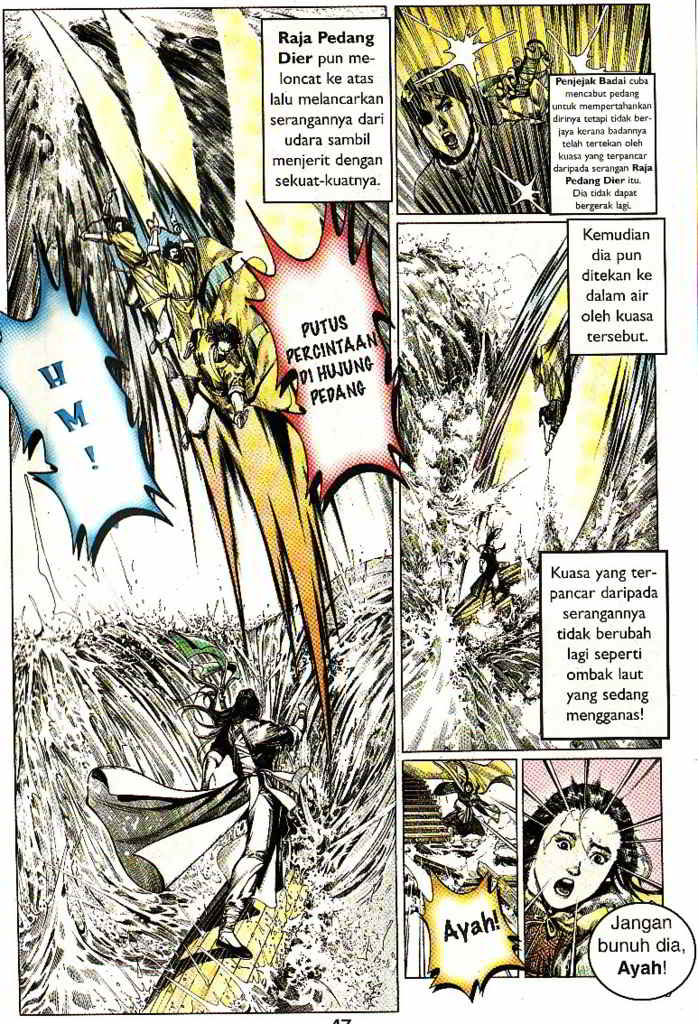 Raja Pedang
Dier pun me-
loncat ke atas
lalu melancarkan
serangannya dari
udara sambil
menjerit dengan
sekuat-kuatnya.
HM!
PUTUS
PERCINTAAN
DI HUJUNG
PEDANG
Penjejak Badai cuba
mencabut pedang
untuk mempertahankan
dirinya tetapi tidak ber-
jaya kerana badannya
telah tertekan oleh
kuasa yang terpancar
daripada serangan Raja
Pedang Dier itu.
Dia tidak dapat
bergerak lagi.
Kemudian
dia pun
ditekan ke
dalam air
oleh kuasa
tersebut.
Kuasa yang ter-
pancar daripada
serangannya
tidak berubah
lagi seperti
ombak laut
yang sedang
mengganas!
Ayah!
Jangan
bunuh dia,
Ayah!
47